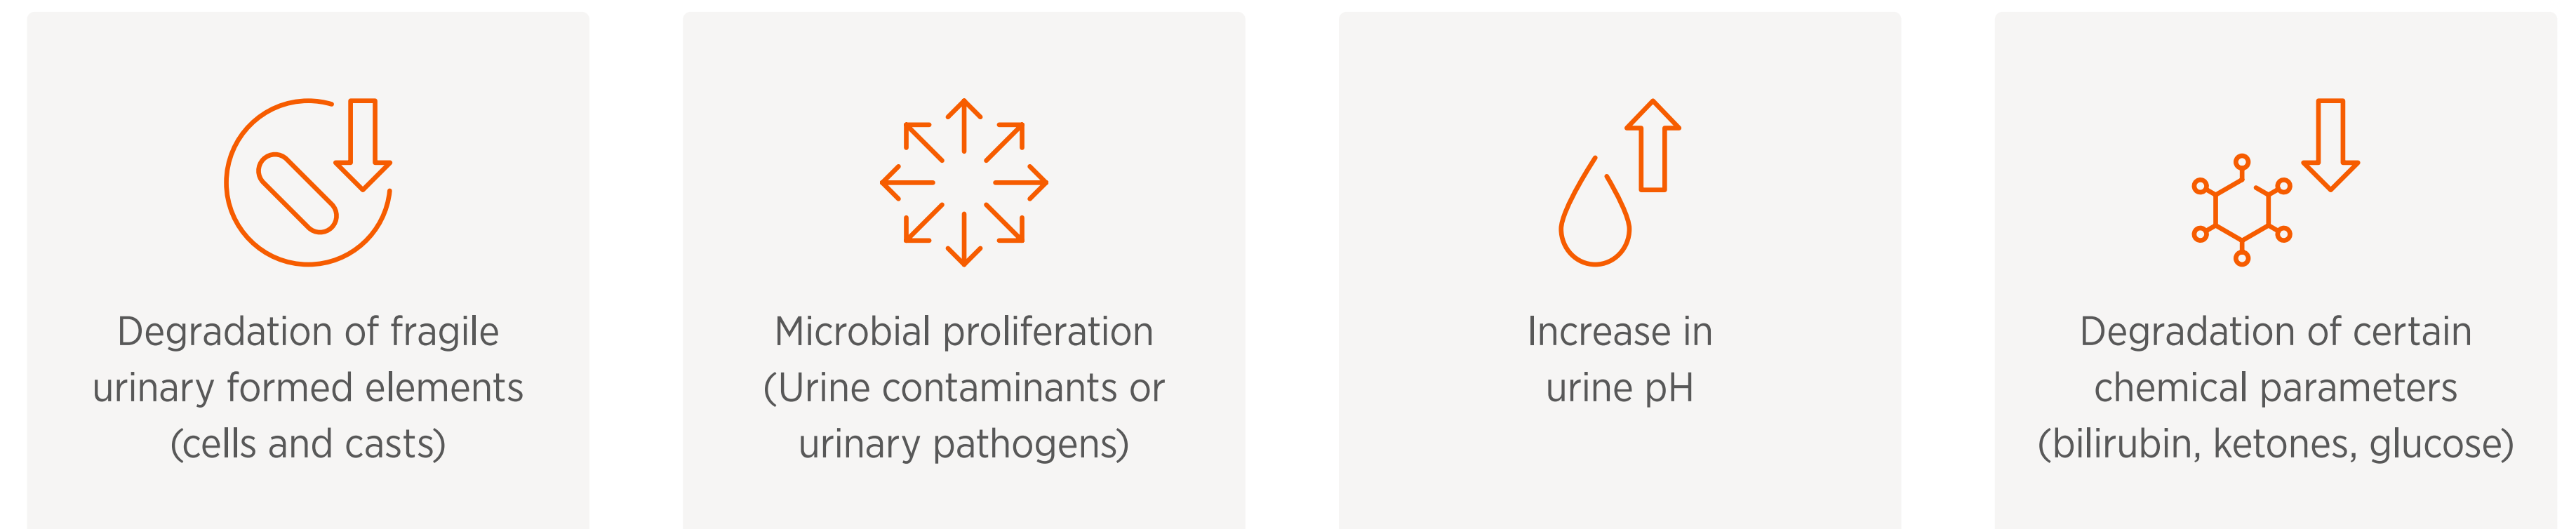 Degradation of fragile
urinary formed elements
(cells and casts)
Microbial proliferation
(Urine contaminants or
urinary pathogens)
Increase in
urine pH
Degradation of certain
chemical parameters
(bilirubin, ketones, glucose)